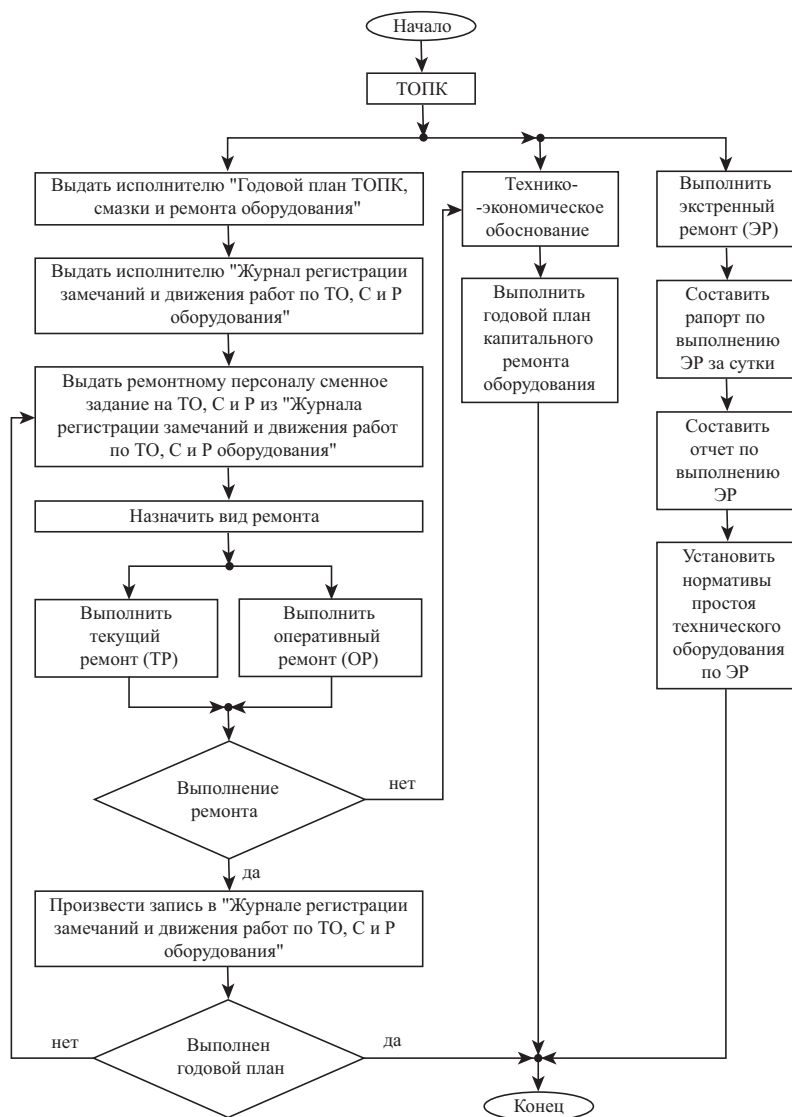 Начало
ТОПК
Выдать исполнителю "Годовой план ТОПК,
смазки и ремонта оборудования"
Выдать исполнителю "Журнал регистрации
замечаний и движения работ по ТО, С и Р
оборудования"
Выдать ремонтному персоналу сменное
задание на ТО, С и Р из "Журнала
регистрации замечаний и движения работ
по ТО, С и Р оборудования"
Назначить вид ремонта
Выполнить
текущий
ремонт (ТР)
Выполнить
оперативный
ремонт (ОР)
Выполнение
ремонта
нет
да
Произвести запись в "Журнале регистрации
замечаний и движения работ по ТО, С и Р
оборудования"
Выполнен
годовой план
нет
да
Технико-
-экономическое
обоснование
Выполнить
годовой план
капитального
ремонта
оборудования
Выполнить
экстренный
ремонт (ЭР)
Составить
рапорт по
выполнению
ЭР за сутки
Составить
отчет по
выполнению
ЭР
Установить
нормативы
простоя
технического
оборудования
по ЭР
Конец